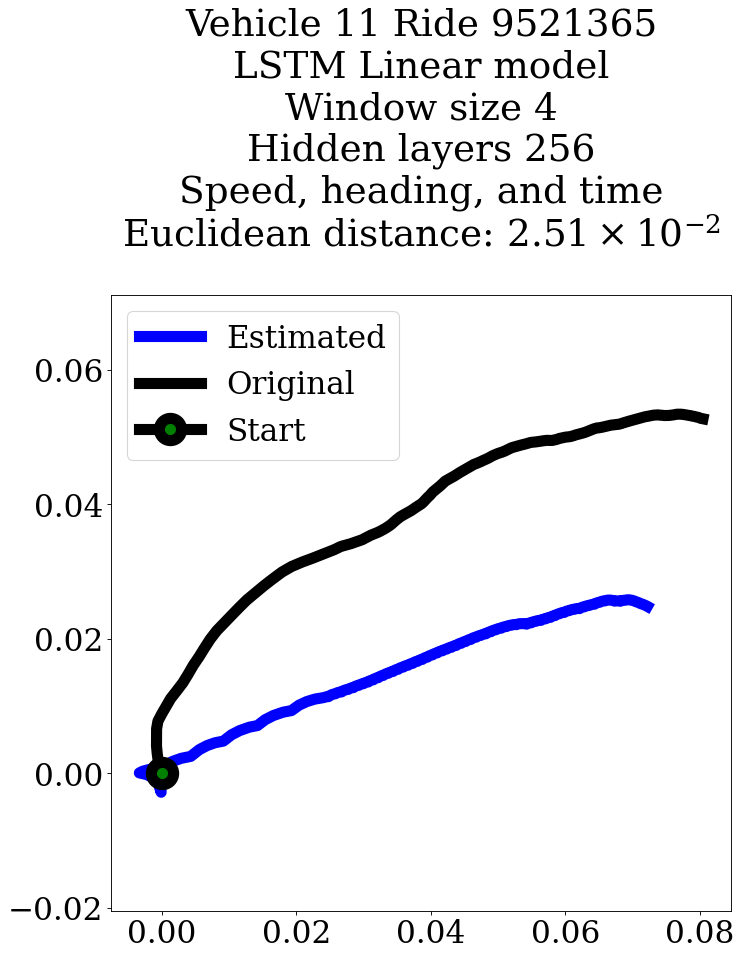 Vehicle 11 Ride 9521365
LSTM Linear model
Window size 4
Hidden layers 256
Speed, heading, and time
Euclidean distance: 2.51 × 10⁻²
Estimated
Original
Start
0.06
0.04
0.02
0.00
−0.02
0.00 0.02 0.04 0.06 0.08